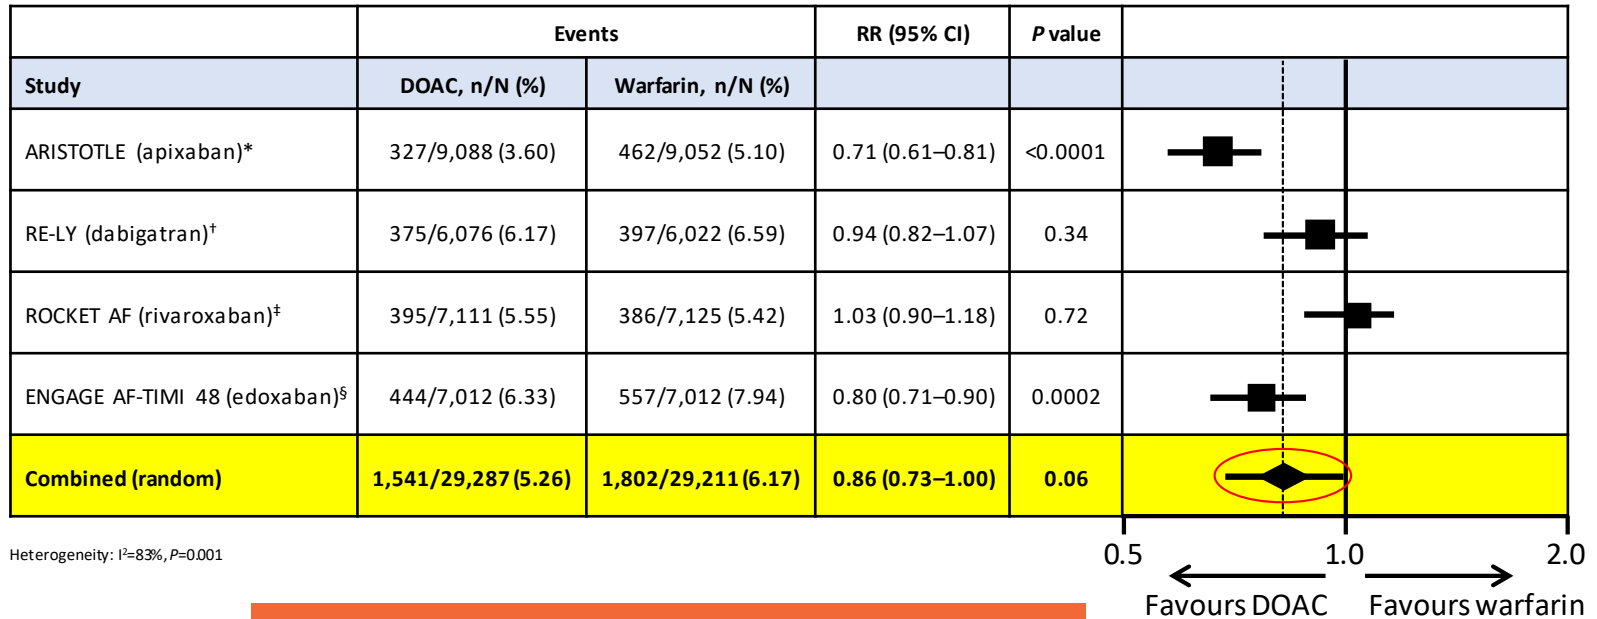 Events RR (95% CI) P value
Study DOAC, n/N (%) Warfarin, n/N (%)
ARISTOTLE (apixaban)* 327/9,088 (3.60) 462/9,052 (5.10) 0.71 (0.61–0.81) <0.0001
RE-LY (dabigatran)† 375/6,076 (6.17) 397/6,022 (6.59) 0.94 (0.82–1.07) 0.34
ROCKET AF (rivaroxaban)‡ 395/7,111 (5.55) 386/7,125 (5.42) 1.03 (0.90–1.18) 0.72
ENGAGE AF-TIMI 48 (edoxaban)§ 444/7,012 (6.33) 557/7,012 (7.94) 0.80 (0.71–0.90) 0.0002
Combined (random) 1,541/29,287 (5.26) 1,802/29,211 (6.17) 0.86 (0.73–1.00) 0.06
Heterogeneity: I²=83%, P=0.001 0.5 1.0 2.0
Favours DOAC Favours warfarin